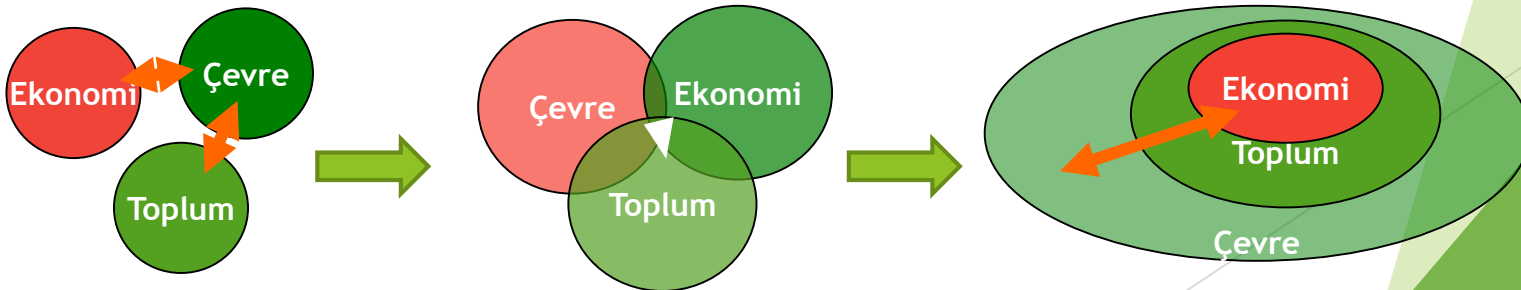 Ekonomi
Çevre
Toplum
Çevre
Ekonomi
Toplum
Ekonomi
Toplum
Çevre